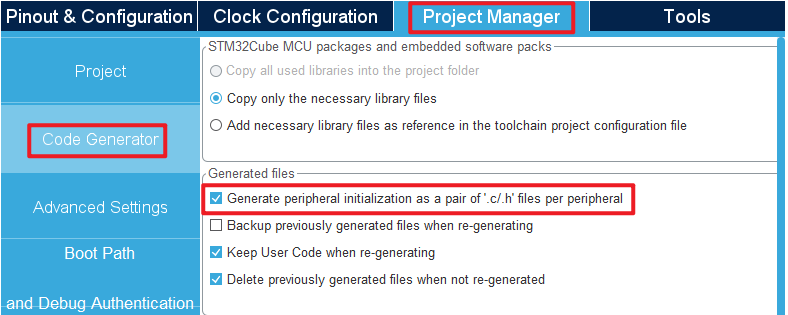 Pinout & Configuration
Clock Configuration
Project Manager
Tools
Project
Code Generator
Advanced Settings
Boot Path
and Debug Authentication
STM32Cube MCU packages and embedded software packs
Copy all used libraries into the project folder
Copy only the necessary library files
Add necessary library files as reference in the toolchain project configuration file
Generated files
Generate peripheral initialization as a pair of '.c/.h' files per peripheral
Backup previously generated files when re-generating
Keep User Code when re-generating
Delete previously generated files when not re-generated